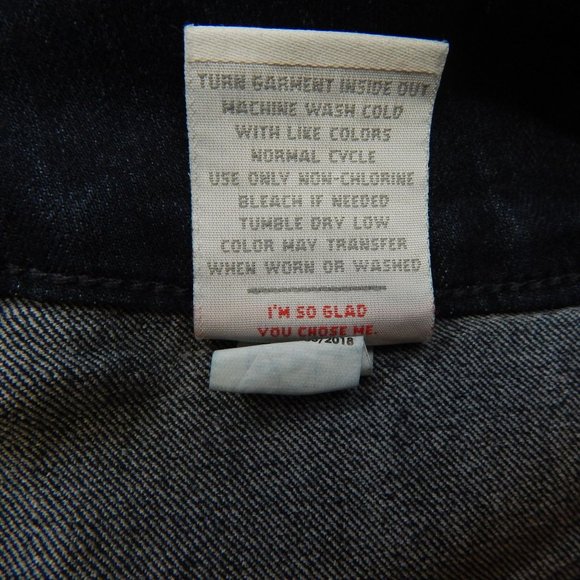 TURN GARMENT INSIDE OUT
MACHINE WASH COLD
WITH LIKE COLORS
NORMAL CYCLE
USE ONLY NON-CHLORINE
BLEACH IF NEEDED
TUMBLE DRY LOW
COLOR MAY TRANSFER
WHEN WORN OR WASHED
I'M SO GLAD
YOU CHOSE ME.
/2018